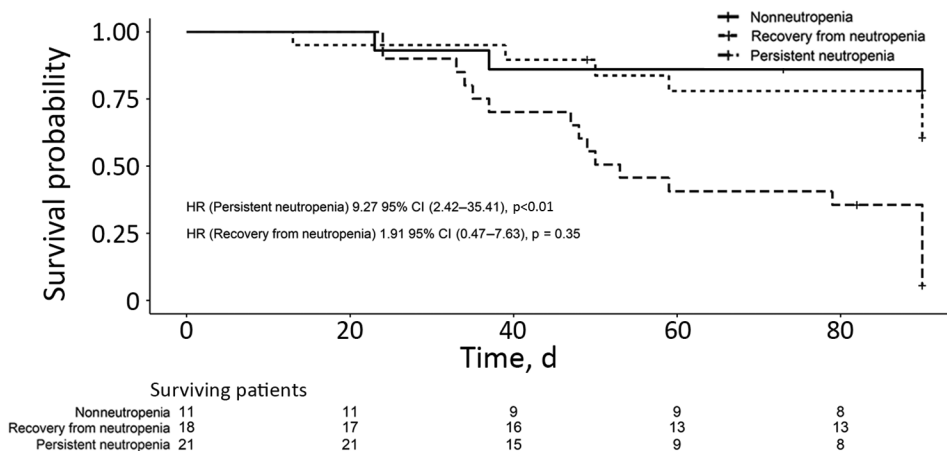 Nonneutropenia
Recovery from neutropenia
Persistent neutropenia
1.00
0.75
0.50
0.25
0
Survival probability
HR (Persistent neutropenia) 9.27 95% CI (2.42–35.41), p<0.01
HR (Recovery from neutropenia) 1.91 95% CI (0.47–7.63), p = 0.35
0 20 40 60 80
Time, d
Surviving patients
Nonneutropenia 11 11 9 9 8
Recovery from neutropenia 18 17 16 13 13
Persistent neutropenia 21 21 15 9 8